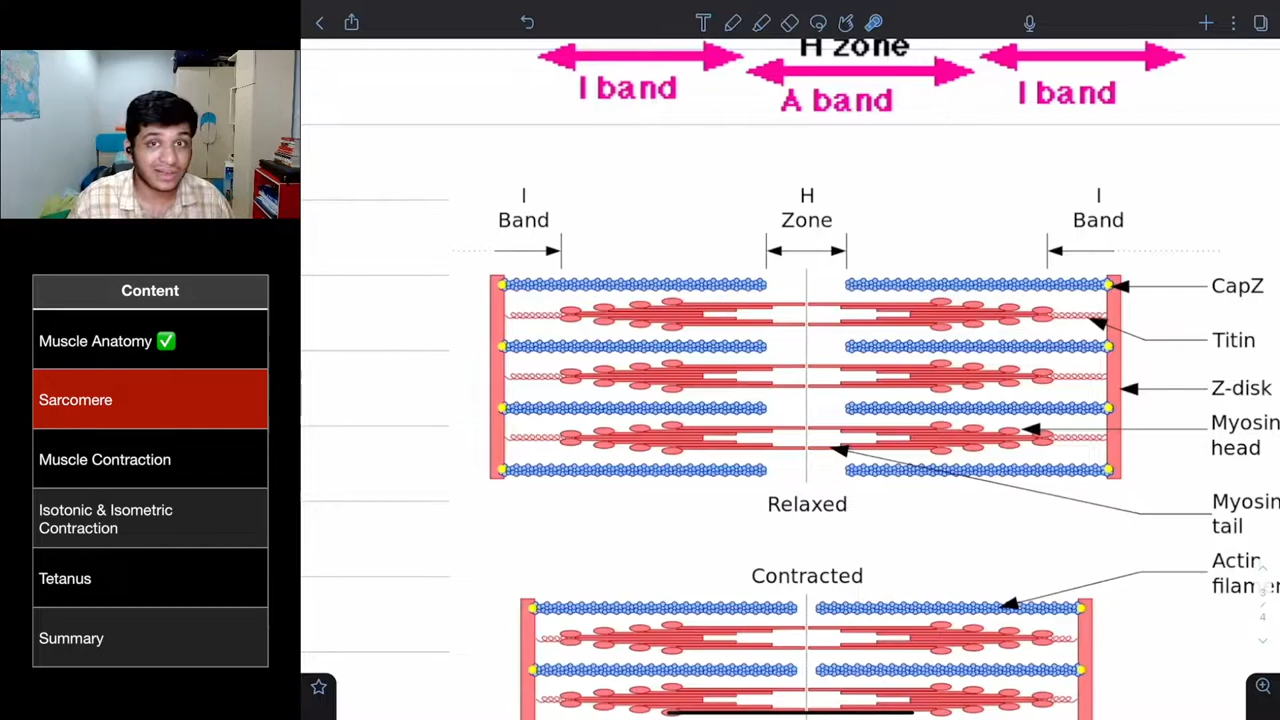 H zone
I band
A band
I band
I
Band
H
Zone
I
Band
CapZ
Titin
Z-disk
Myosin
head
Relaxed
Myosin
tail
Contracted
Content
Muscle Anatomy ✅
Sarcomere
Muscle Contraction
Isotonic & Isometric
Contraction
Tetanus
Summary